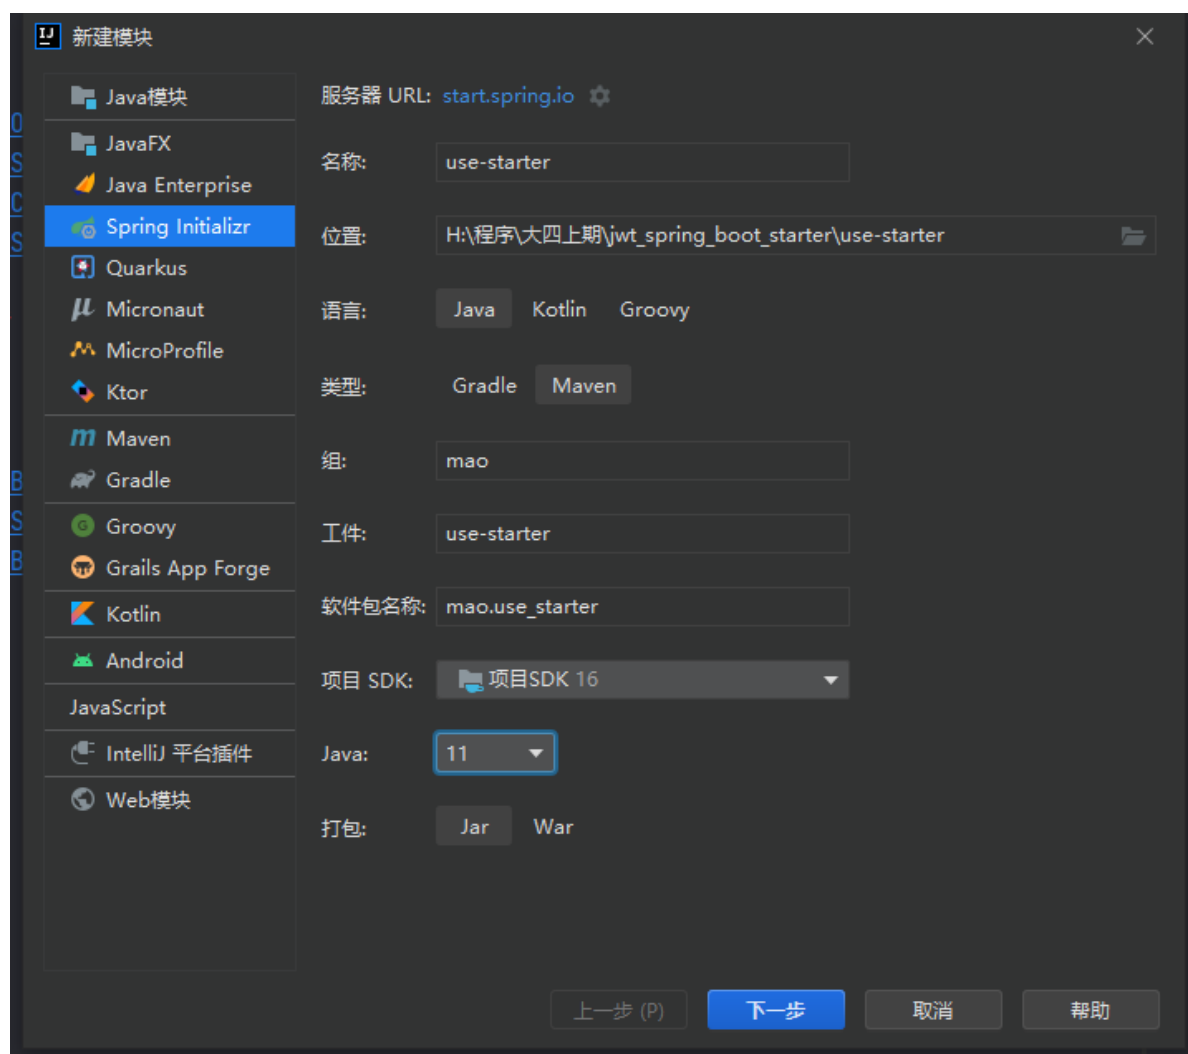 新建模块
Java模块
JavaFX
Java Enterprise
Spring Initializr
Quarkus
Micronaut
MicroProfile
Ktor
Maven
Gradle
Groovy
Grails App Forge
Kotlin
Android
JavaScript
IntelliJ 平台插件
Web模块
服务器 URL: start.spring.io
名称: use-starter
位置: H:\程序\大四上期\jwt_spring_boot_starter\use-starter
语言: Java Kotlin Groovy
类型: Gradle Maven
组: mao
工件: use-starter
软件包名称: mao.use_starter
项目 SDK: 项目SDK 16
Java: 11
打包: Jar War
上一步 (P) 下一步 取消 帮助